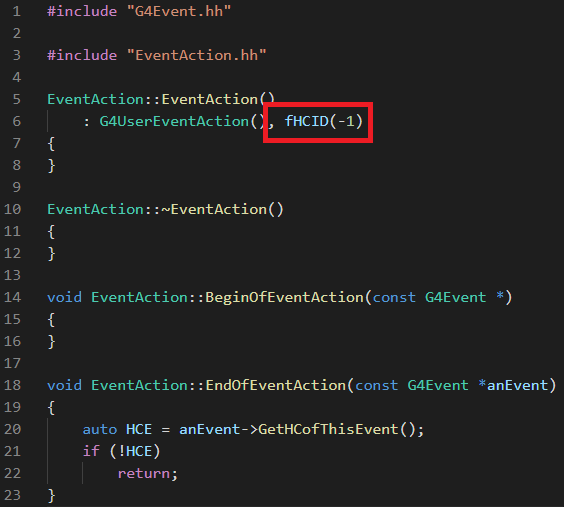 1 #include "G4Event.hh"
2
3 #include "EventAction.hh"
4
5 EventAction::EventAction()
6     : G4UserEventAction(), fHCID(-1)
7 {
8 }
9
10 EventAction::~EventAction()
11 {
12 }
13
14 void EventAction::BeginOfEventAction(const G4Event *)
15 {
16 }
17
18 void EventAction::EndOfEventAction(const G4Event *anEvent)
19 {
20     auto HCE = anEvent->GetHCofThisEvent();
21     if (!HCE)
22         return;
23 }